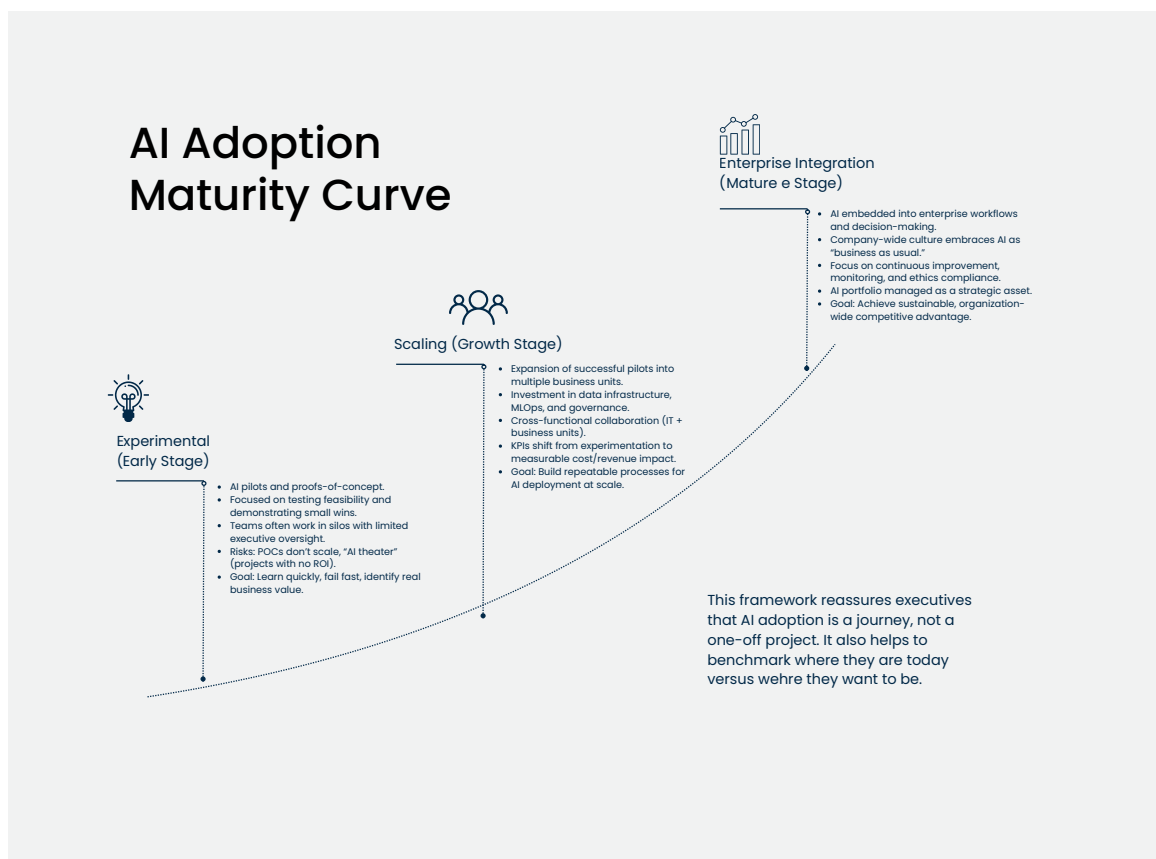 AI Adoption
Maturity Curve
Enterprise Integration
(Mature e Stage)
• AI embedded into enterprise workflows
and decision-making.
• Company-wide culture embraces AI as
“business as usual.”
• Focus on continuous improvement,
monitoring, and ethics compliance.
• AI portfolio managed as a strategic asset.
• Goal: Achieve sustainable, organization-
wide competitive advantage.
Scaling (Growth Stage)
• Expansion of successful pilots into
multiple business units.
• Investment in data infrastructure,
MLOps, and governance.
• Cross-functional collaboration (IT +
business units).
• KPIs shift from experimentation to
measurable cost/revenue impact.
• Goal: Build repeatable processes for
AI deployment at scale.
Experimental
(Early Stage)
• AI pilots and proofs-of-concept.
• Focused on testing feasibility and
demonstrating small wins.
• Teams often work in silos with limited
executive oversight.
• Risks: POCs don’t scale, “AI theater”
(projects with no ROI).
• Goal: Learn quickly, fail fast, identify real
business value.
This framework reassures executives
that AI adoption is a journey, not a
one-off project. It also helps to
benchmark where they are today
versus wehre they want to be.